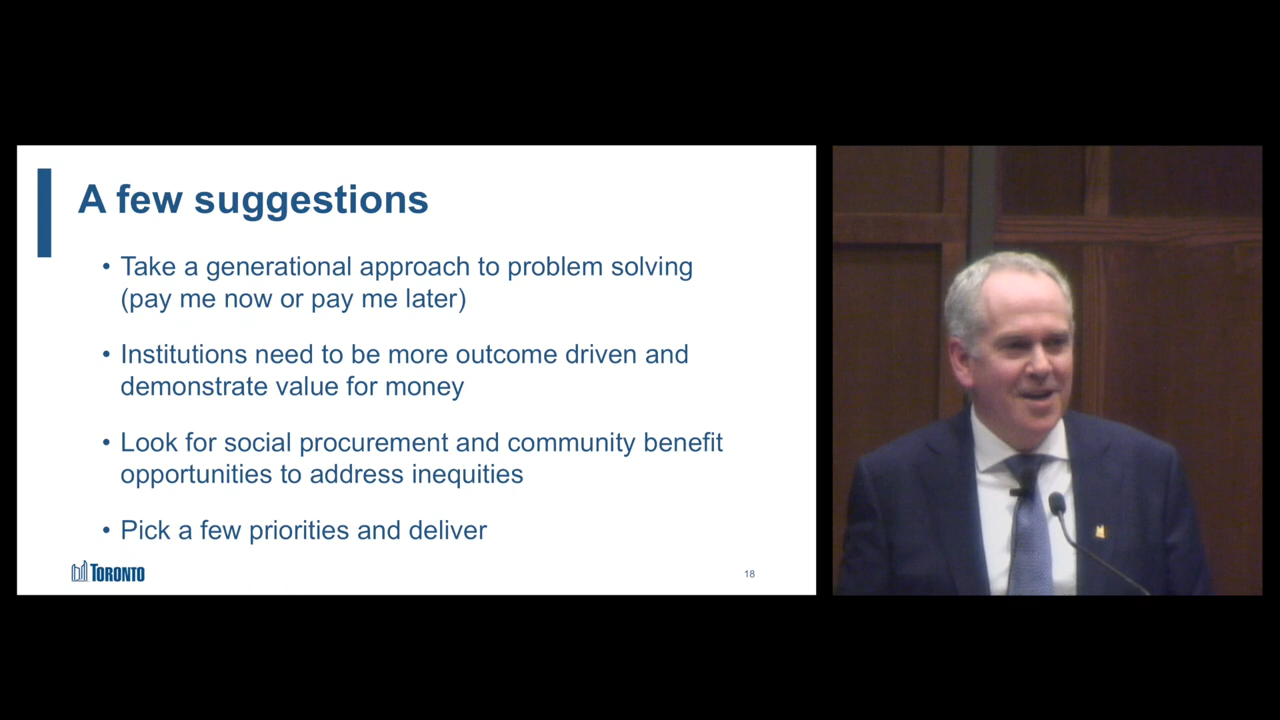 A few suggestions
• Take a generational approach to problem solving
(pay me now or pay me later)
• Institutions need to be more outcome driven and
demonstrate value for money
• Look for social procurement and community benefit
opportunities to address inequities
• Pick a few priorities and deliver
TORONTO
18